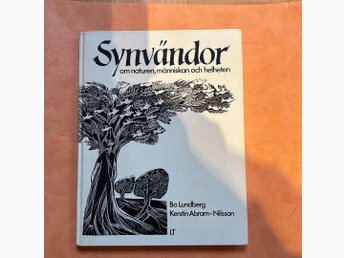 Synvändor
om naturen, människan och helheten
Bo Lundberg
Kerstin Abram-Nilsson
LT